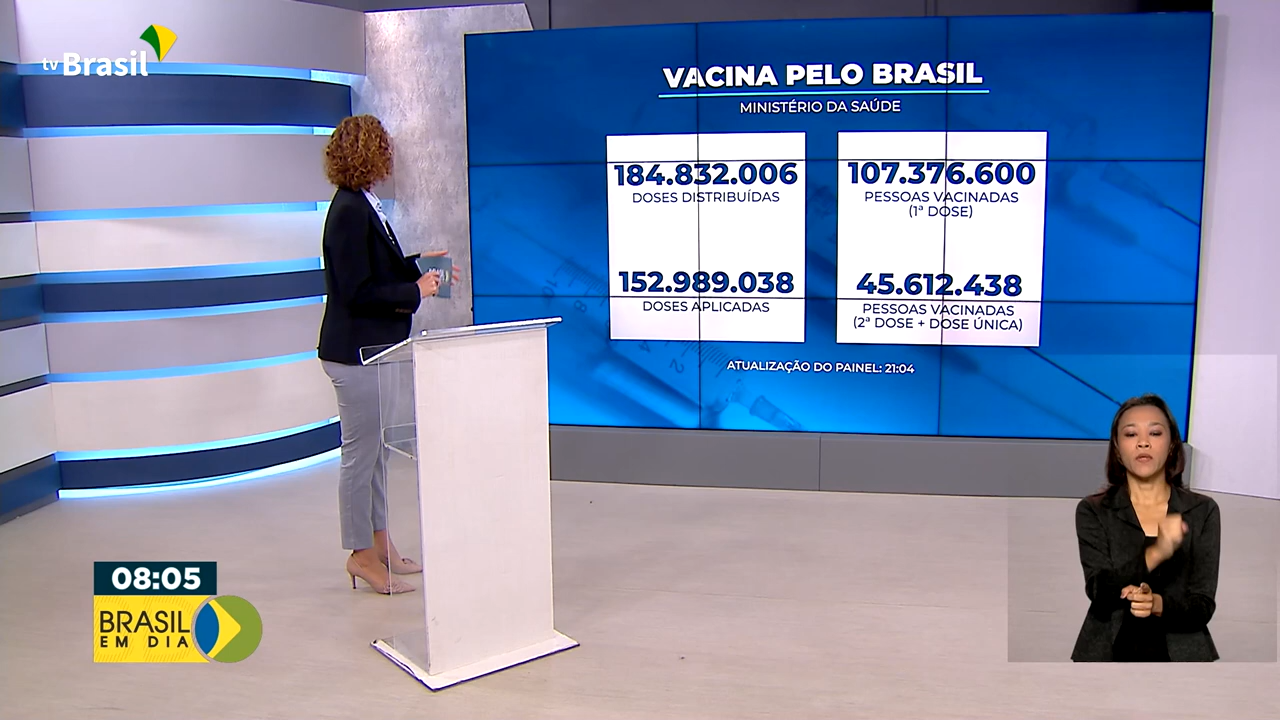 tv Brasil
VACINA PELO BRASIL
MINISTÉRIO DA SAÚDE
184.832.006
DOSES DISTRIBUÍDAS
152.989.038
DOSES APLICADAS
107.376.600
PESSOAS VACINADAS
(1ª DOSE)
45.612.438
PESSOAS VACINADAS
(2ª DOSE + DOSE ÚNICA)
ATUALIZAÇÃO DO PAINEL: 21:04
08:05
BRASIL
EM DIA